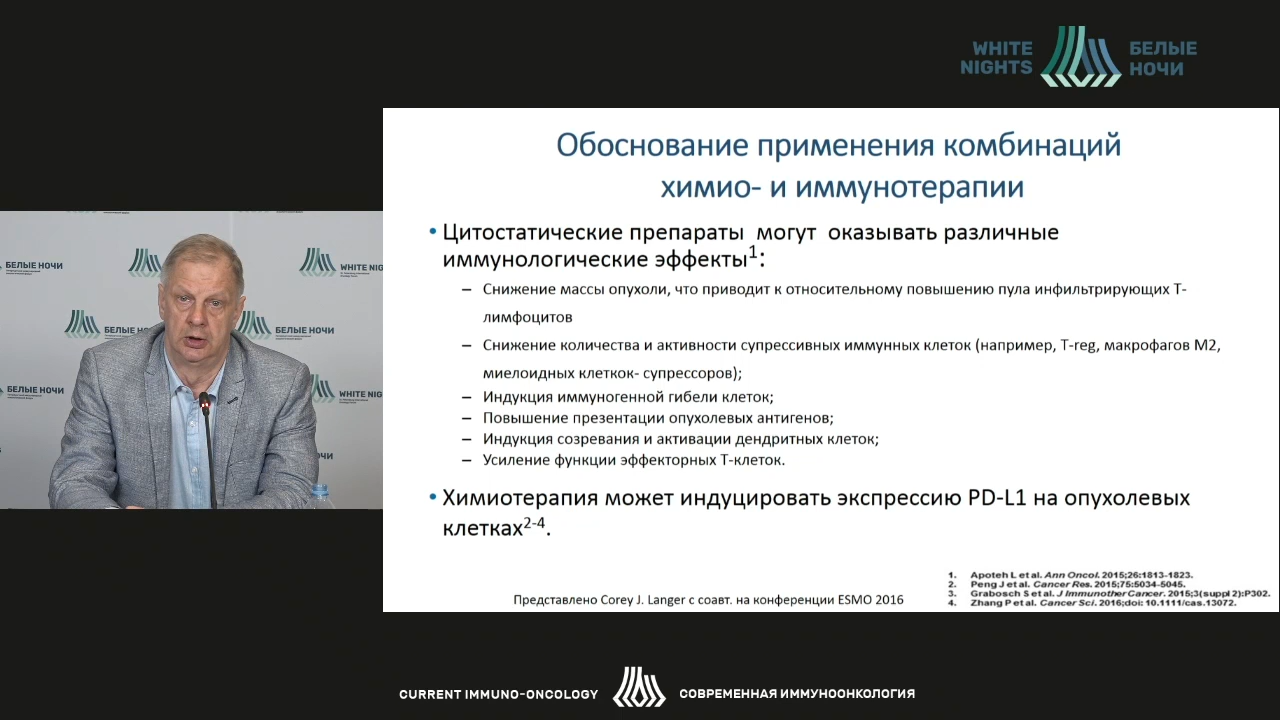 WHITE
NIGHTS
БЕЛЫЕ
НОЧИ
Обоснование применения комбинаций
химио- и иммунотерапии
• Цитостатические препараты могут оказывать различные
иммунологические эффекты1:
– Снижение массы опухоли, что приводит к относительному повышению пула инфильтрирующих Т-
лимфоцитов
– Снижение количества и активности супрессивных иммунных клеток (например, T-reg, макрофагов М2,
миелоидных клеткок- супрессоров);
– Индукция иммуногенной гибели клеток;
– Повышение презентации опухолевых антигенов;
– Индукция созревания и активации дендритных клеток;
– Усиление функции эффекторных Т-клеток.
• Химиотерапия может индуцировать экспрессию PD-L1 на опухолевых
клетках2-4.
1. Apoteh L et al. Ann Oncol. 2015;26:1813-1823.
2. Peng J et al. Cancer Res. 2015;75:5034-5045.
3. Grabosch S et al. J Immunother Cancer. 2015;3(suppl 2):P302.
4. Zhang P et al. Cancer Sci. 2016;doi: 10.1111/cas.13072.
Представлено Corey J. Langer с соавт. на конференции ESMO 2016
БЕЛЫЕ НОЧИ
WHITE NIG
БЕЛЫЕ
БЕЛЫЕ НОЧИ
БЕЛЫЕ НОЧИ
WHITE NIG
НОЧИ
CURRENT IMMUNO-ONCOLOGY
СОВРЕМЕННАЯ ИММУНООНКОЛОГИЯ